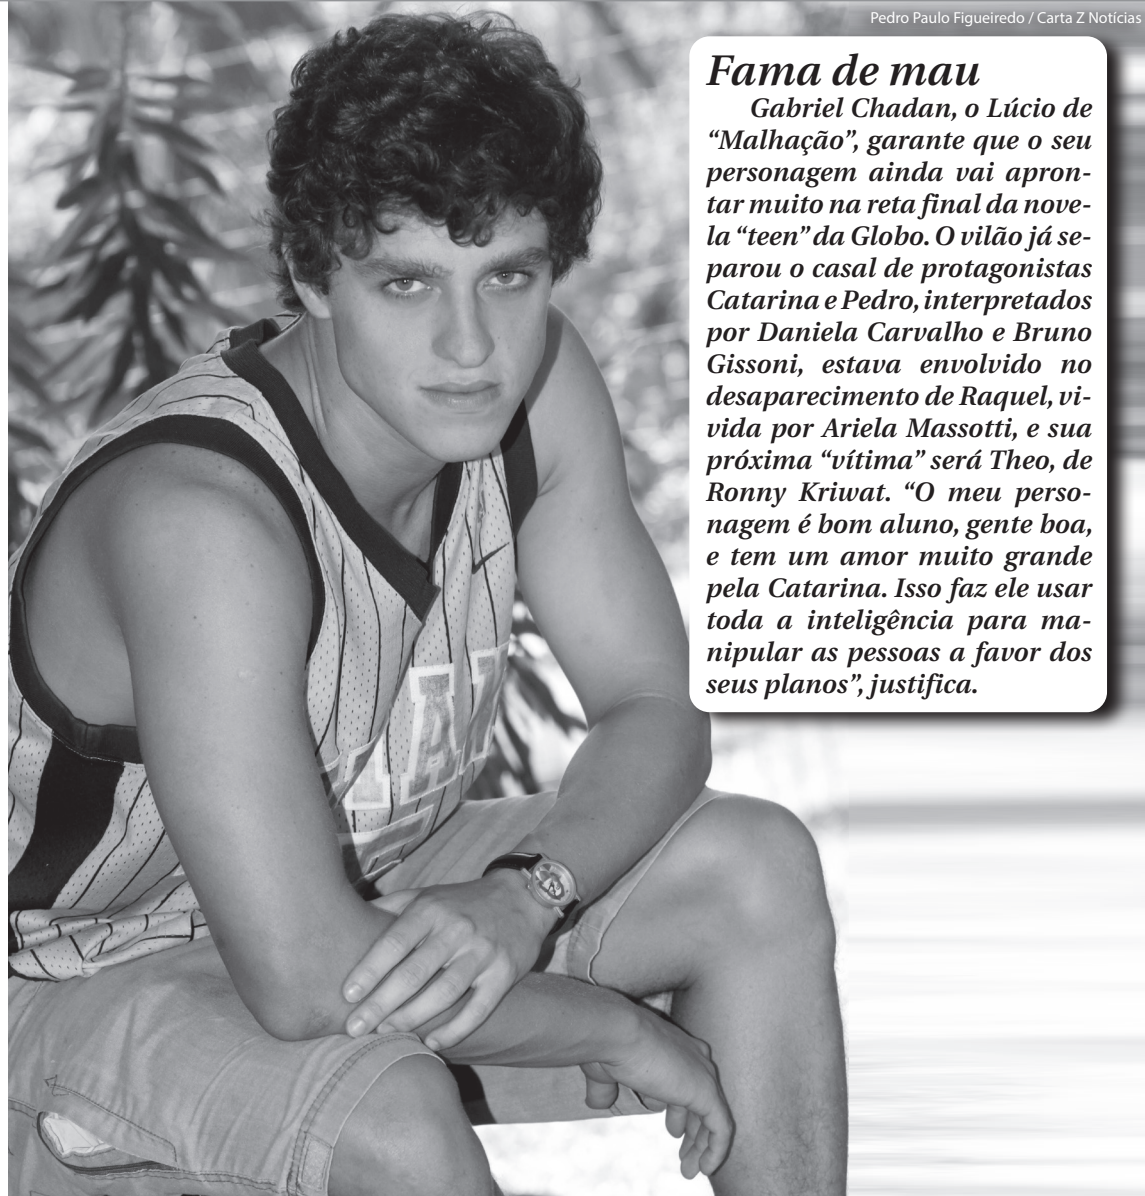 Pedro Paulo Figueiredo / Carta Z Notícias
Fama de mau
Gabriel Chadan, o Lúcio de
“Malhação”, garante que o seu
personagem ainda vai apron-
tar muito na reta final da nove-
la “teen” da Globo. O vilão já se-
parou o casal de protagonistas
Catarina e Pedro, interpretados
por Daniela Carvalho e Bruno
Gissoni, estava envolvido no
desaparecimento de Raquel, vi-
vida por Ariela Massotti, e sua
próxima “vítima” será Theo, de
Ronny Kriwat. “O meu perso-
nagem é bom aluno, gente boa,
e tem um amor muito grande
pela Catarina. Isso faz ele usar
toda a inteligência para ma-
nipular as pessoas a favor dos
seus planos”, justifica.